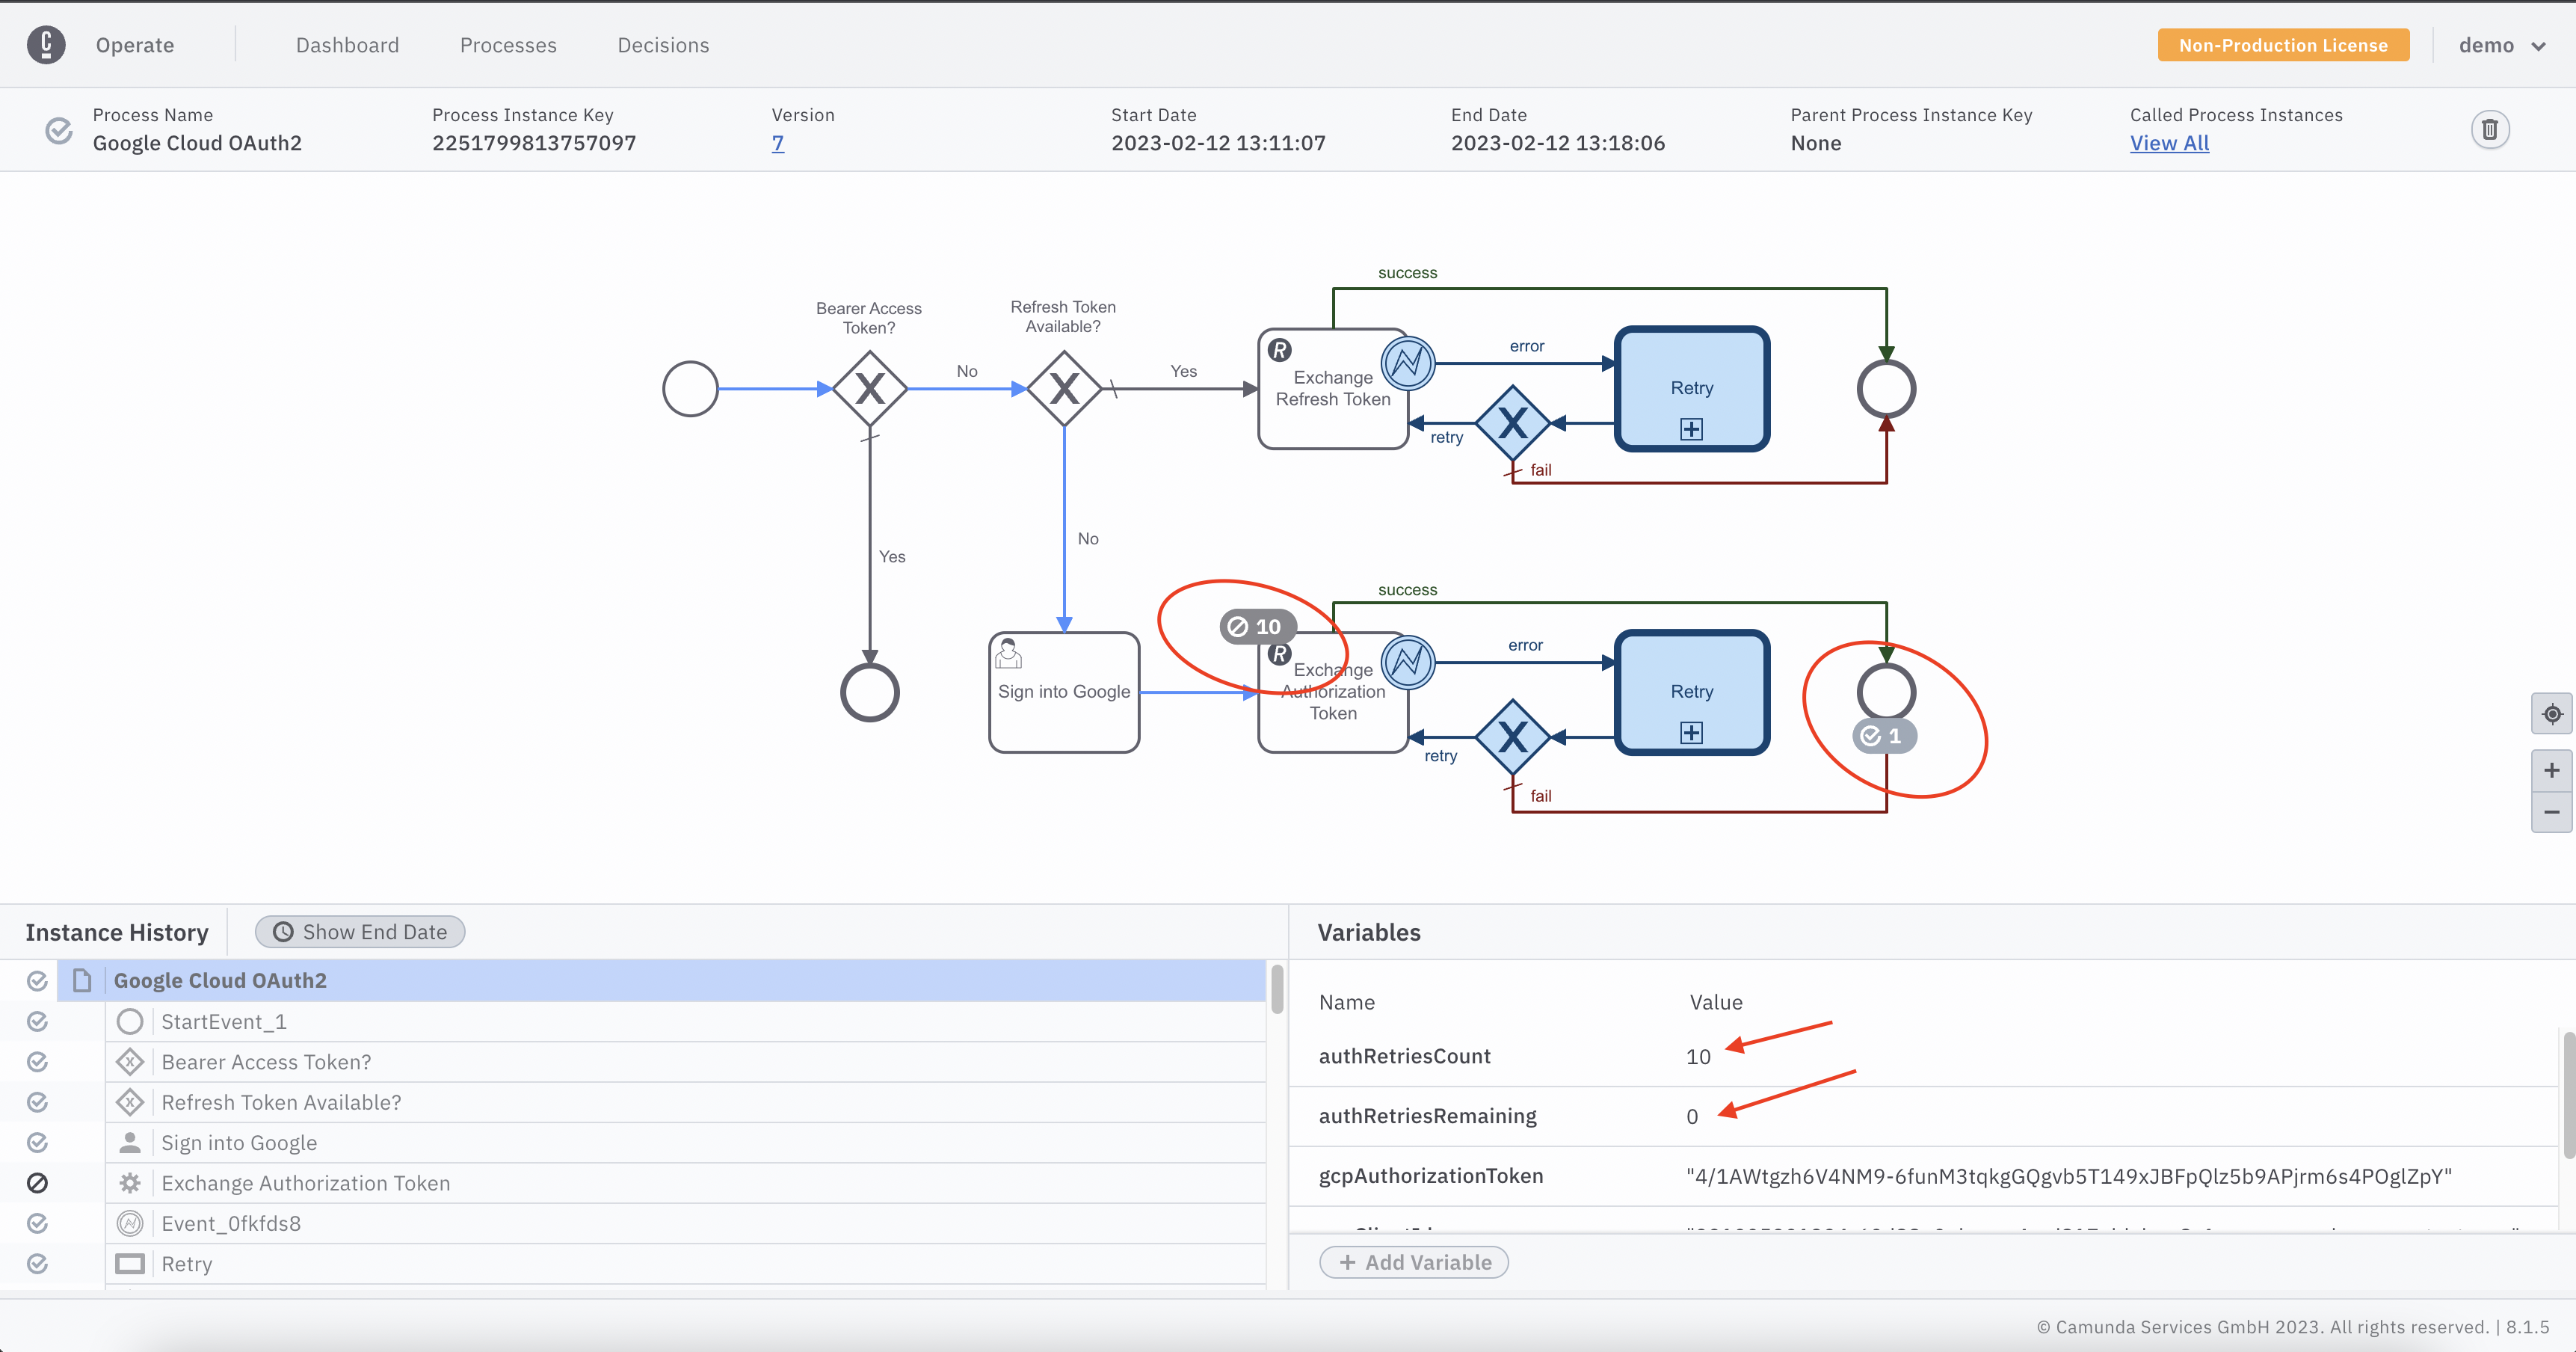 Operate
Dashboard
Processes
Decisions
Non-Production License
demo
Process Name
Google Cloud OAuth2
Process Instance Key
2251799813757097
Version
7
Start Date
2023-02-12 13:11:07
End Date
2023-02-12 13:18:06
Parent Process Instance Key
None
Called Process Instances
View All
success
Bearer Access
Token?
Refresh Token
Available?
No
Yes
R
Exchange
Refresh Token
error
Retry
X
X
X
retry
fail
Yes
No
success
10
R
Sign into Google
Exchange
Authorization
Token
error
Retry
X
retry
fail
1
Instance History
Show End Date
Google Cloud OAuth2
StartEvent_1
Bearer Access Token?
Refresh Token Available?
Sign into Google
Exchange Authorization Token
Event_0fkfds8
Retry
Variables
Name
Value
authRetriesCount
10
authRetriesRemaining
0
gcpAuthorizationToken
"4/1AWtgzh6V4NM9-6funM3tqkgGQgvb5T149xJBFpQlz5b9APjrm6s4POglZpY"
+ Add Variable
© Camunda Services GmbH 2023. All rights reserved. | 8.1.5